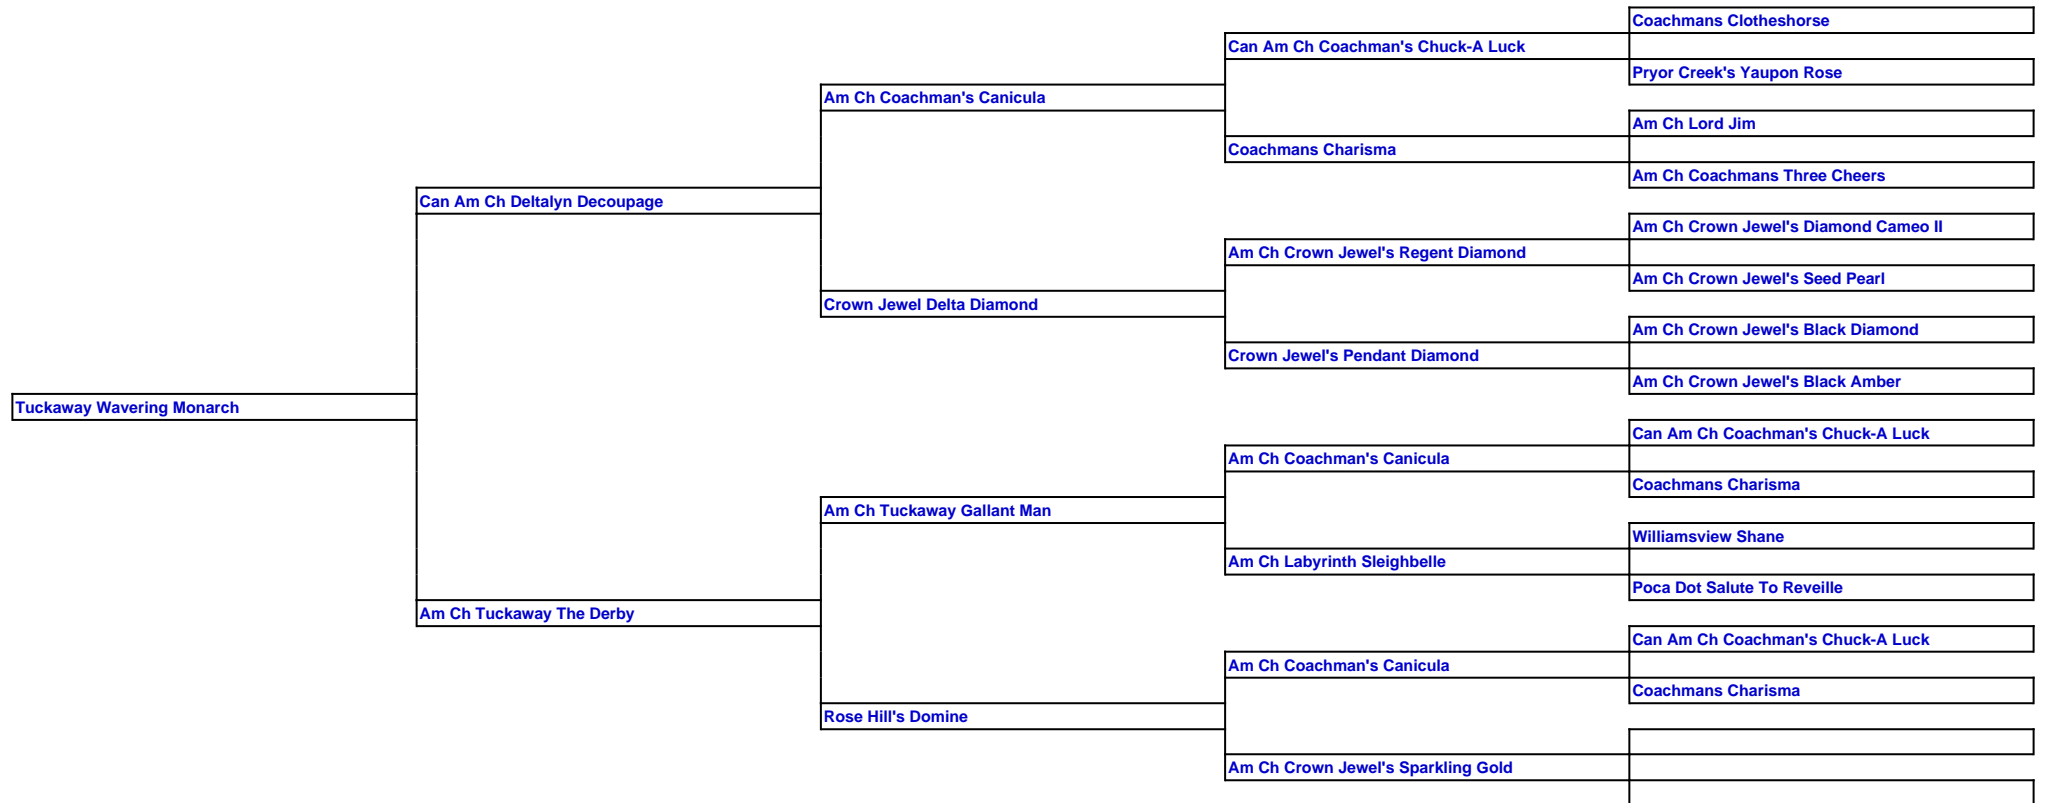 Coachmans Clotheshorse
Can Am Ch Coachman's Chuck-A Luck
Pryor Creek's Yaupon Rose
Am Ch Coachman's Canicula
Am Ch Lord Jim
Coachmans Charisma
Am Ch Coachmans Three Cheers
Can Am Ch Deltalyn Decoupage
Am Ch Crown Jewel's Diamond Cameo II
Am Ch Crown Jewel's Regent Diamond
Am Ch Crown Jewel's Seed Pearl
Crown Jewel Delta Diamond
Am Ch Crown Jewel's Black Diamond
Crown Jewel's Pendant Diamond
Am Ch Crown Jewel's Black Amber
Tuckaway Wavering Monarch
Can Am Ch Coachman's Chuck-A Luck
Am Ch Coachman's Canicula
Coachmans Charisma
Am Ch Tuckaway Gallant Man
Williamsview Shane
Am Ch Labyrinth Sleighbelle
Poca Dot Salute To Reveille
Am Ch Tuckaway The Derby
Can Am Ch Coachman's Chuck-A Luck
Am Ch Coachman's Canicula
Coachmans Charisma
Rose Hill's Domine
Am Ch Crown Jewel's Sparkling Gold